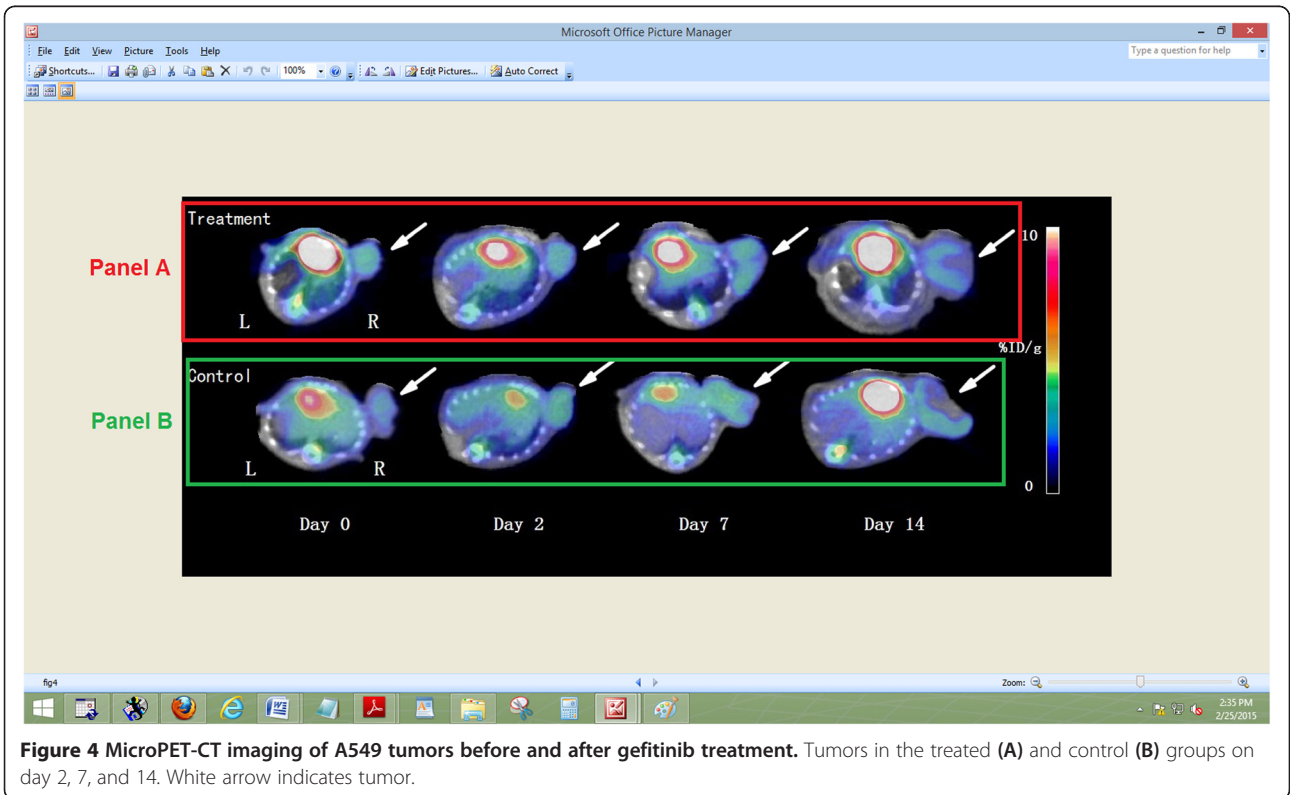 Microsoft Office Picture Manager
File Edit View Picture Tools Help
Type a question for help
Shortcuts... 100% Edit Pictures... Auto Correct
Treatment
Panel A
L R
10
%ID/g
Control
Panel B
L R
0
Day 0 Day 2 Day 7 Day 14
fig4
Zoom:
2:35 PM
2/25/2015
Figure 4 MicroPET-CT imaging of A549 tumors before and after gefitinib treatment. Tumors in the treated (A) and control (B) groups on
day 2, 7, and 14. White arrow indicates tumor.